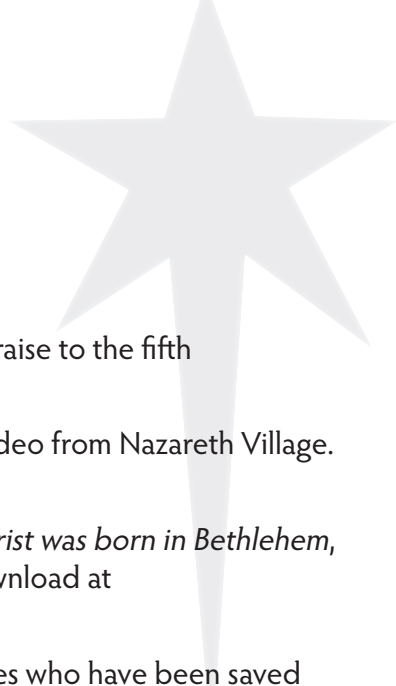 raise to the fifth
deo from Nazareth Village.
rist was born in Bethlehem,
wnload at
es who have been saved